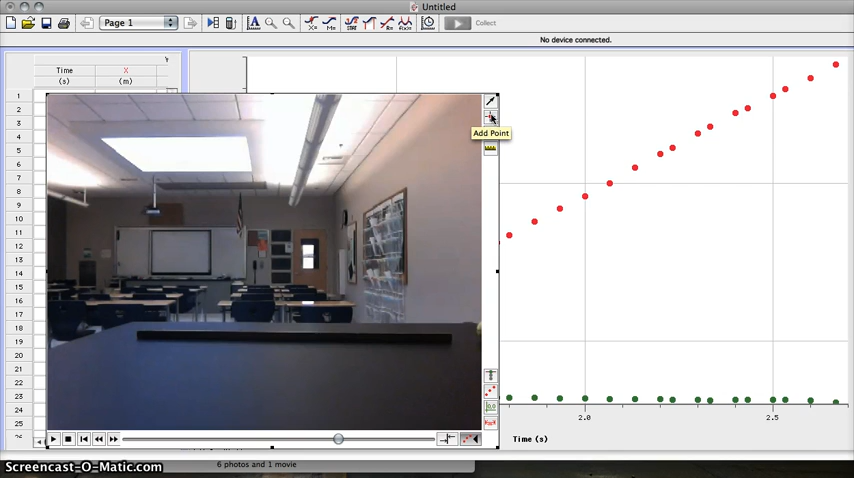 Untitled
Page 1
Collect
No device connected.
Y
Time X
(s) (m)
1
2
3
4
5
6
7
8
9
10
11
12
13
14
15
16
17
18
19
20
21
22
23
24
25
Add Point
2.0 2.5
Time (s)
6 photos and 1 movie
Screencast-O-Matic.com